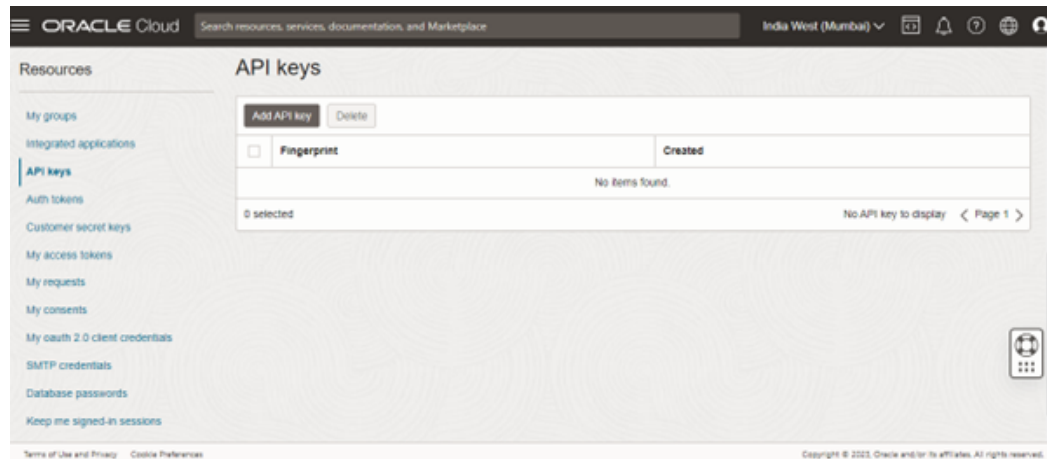 ORACLE Cloud
Search resources, services, documentation, and Marketplace
India West (Mumbai)
Resources
My groups
Integrated applications
API keys
Auth tokens
Customer secret keys
My access tokens
My requests
My consents
My oauth 2.0 client credentials
SMTP credentials
Database passwords
Keep me signed-in sessions
API keys
Add API key Delete
Fingerprint Created
No items found.
0 selected No API key to display Page 1
Terms of Use and Privacy Cookie Preferences
Copyright © 2023, Oracle and/or its affiliates. All rights reserved.